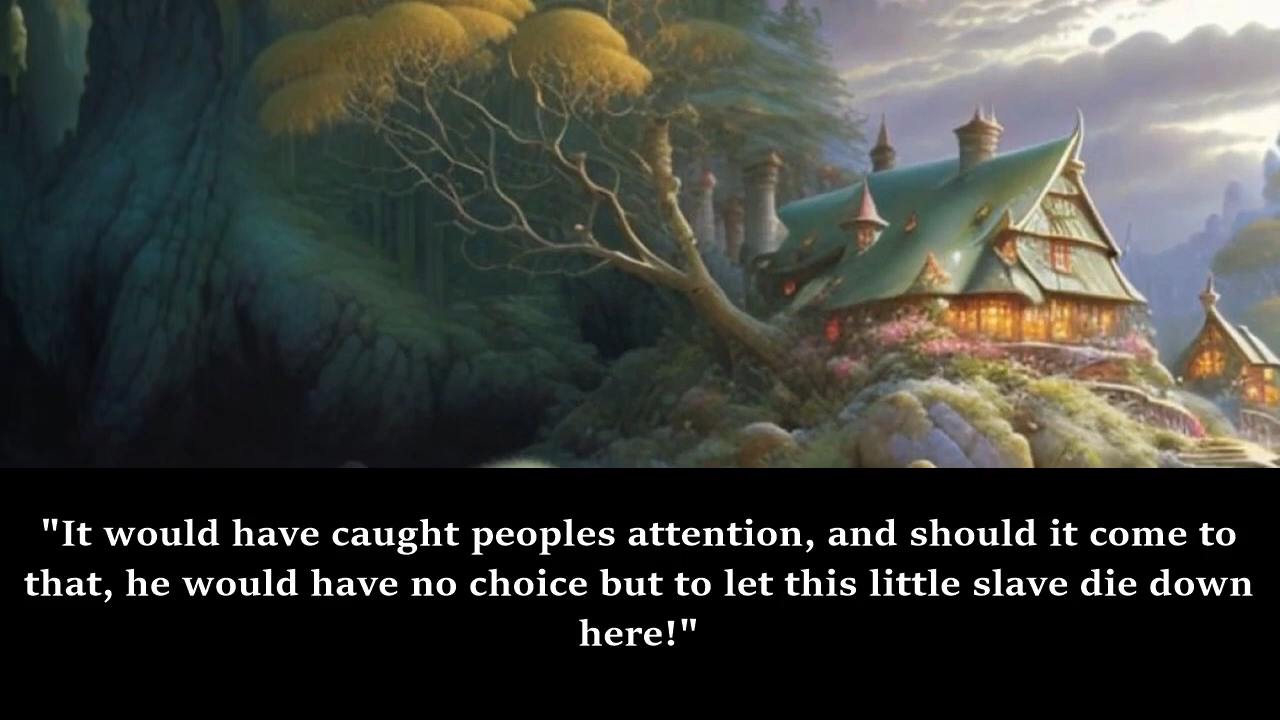 "It would have caught peoples attention, and should it come to
that, he would have no choice but to let this little slave die down
here!"